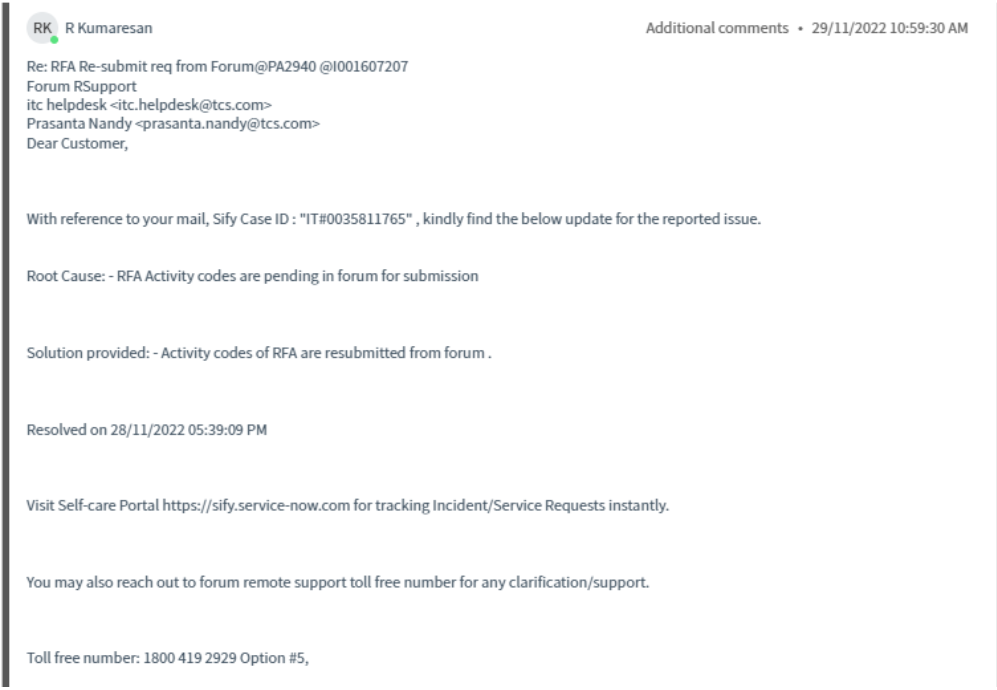 RK R Kumaresan Additional comments • 29/11/2022 10:59:30 AM
Re: RFA Re-submit req from Forum@PA2940 @I001607207
Forum RSupport
itc helpdesk <itc.helpdesk@tcs.com>
Prasanta Nandy <prasanta.nandy@tcs.com>
Dear Customer,
With reference to your mail, Sify Case ID : "IT#0035811765" , kindly find the below update for the reported issue.
Root Cause: - RFA Activity codes are pending in forum for submission
Solution provided: - Activity codes of RFA are resubmitted from forum .
Resolved on 28/11/2022 05:39:09 PM
Visit Self-care Portal https://sify.service-now.com for tracking Incident/Service Requests instantly.
You may also reach out to forum remote support toll free number for any clarification/support.
Toll free number: 1800 419 2929 Option #5,